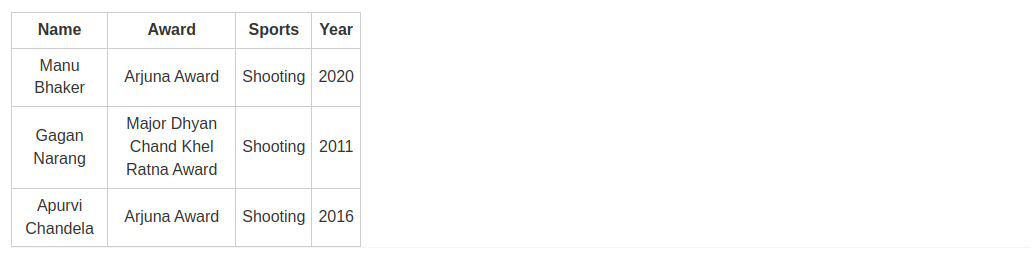 Name Award Sports Year
Manu Bhaker Arjuna Award Shooting 2020
Gagan Narang Major Dhyan Chand Khel Ratna Award Shooting 2011
Apurvi Chandela Arjuna Award Shooting 2016